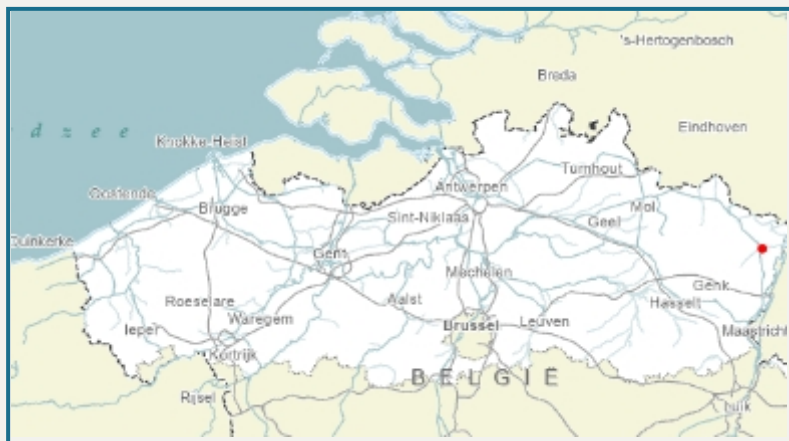 's-Hertogenbosch
Breda
d z e e
Eindhoven
Knokke-Heist
Turnhout
Antwerpen
Oostende
Mol
Brugge
Sint-Niklaas
Geel
Duinkerke
Gent
Mechelen
Genk
Roeselare
Aalst
Hasselt
Ieper
Waregem
Brussel
Leuven
Maastricht
Kortrijk
BELGIË
Rijsel
Luik